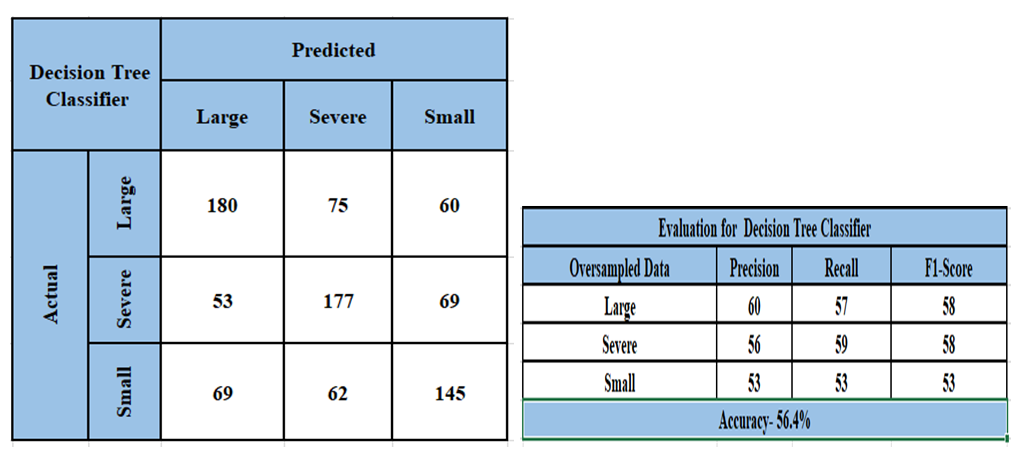 Decision Tree
Classifier
Predicted
Large Severe Small
Actual
Large 180 75 60
Severe 53 177 69
Small 69 62 145
Evaluation for Decision Tree Classifier
Oversampled Data Precision Recall F1-Score
Large 60 57 58
Severe 56 59 58
Small 53 53 53
Accuracy- 56.4%